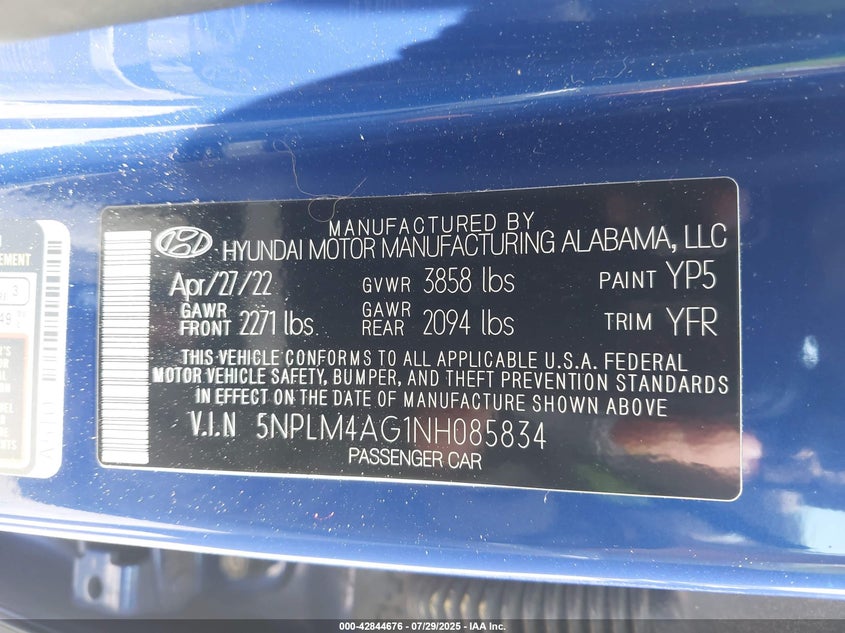 EMENT
3
MANUFACTURED BY
HYUNDAI MOTOR MANUFACTURING ALABAMA, LLC
Apr/27/22 GVWR 3858 lbs PAINT YP5
GAWR FRONT 2271 lbs. GAWR REAR 2094 lbs TRIM YFR
THIS VEHICLE CONFORMS TO ALL APPLICABLE U.S.A. FEDERAL
MOTOR VEHICLE SAFETY, BUMPER, AND THEFT PREVENTION STANDARDS
IN EFFECT ON THE DATE OF MANUFACTURE SHOWN ABOVE
V.I.N 5NPLM4AG1NH085834
PASSENGER CAR
000-42844676 | 07/29/2025 | IAA Inc.